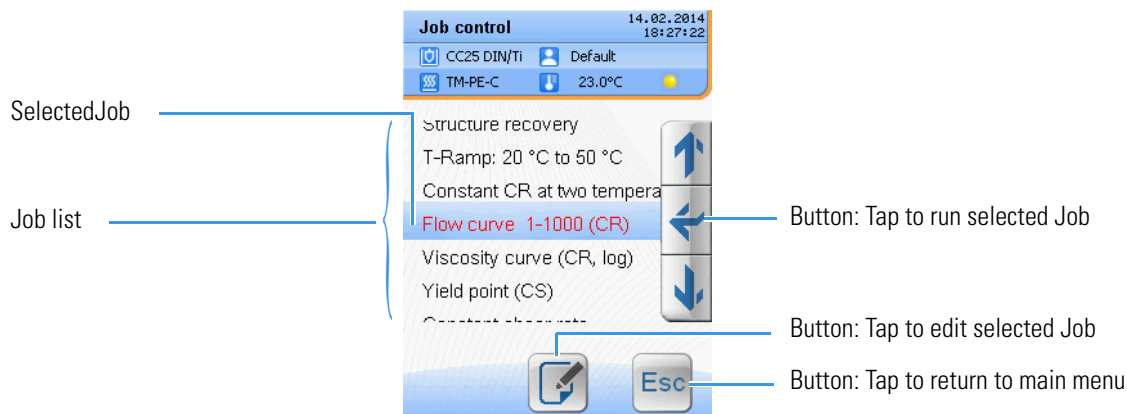 Job control
14.02.2014
18:27:22
CC25 DIN/Ti
Default
TM-PE-C
23.0°C
SelectedJob
Job list
Structure recovery
T-Ramp: 20 °C to 50 °C
Constant CR at two tempera
Flow curve 1-1000 (CR)
Viscosity curve (CR, log)
Yield point (CS)
Constant shear rate
Esc
Button: Tap to run selected Job
Button: Tap to edit selected Job
Button: Tap to return to main menu